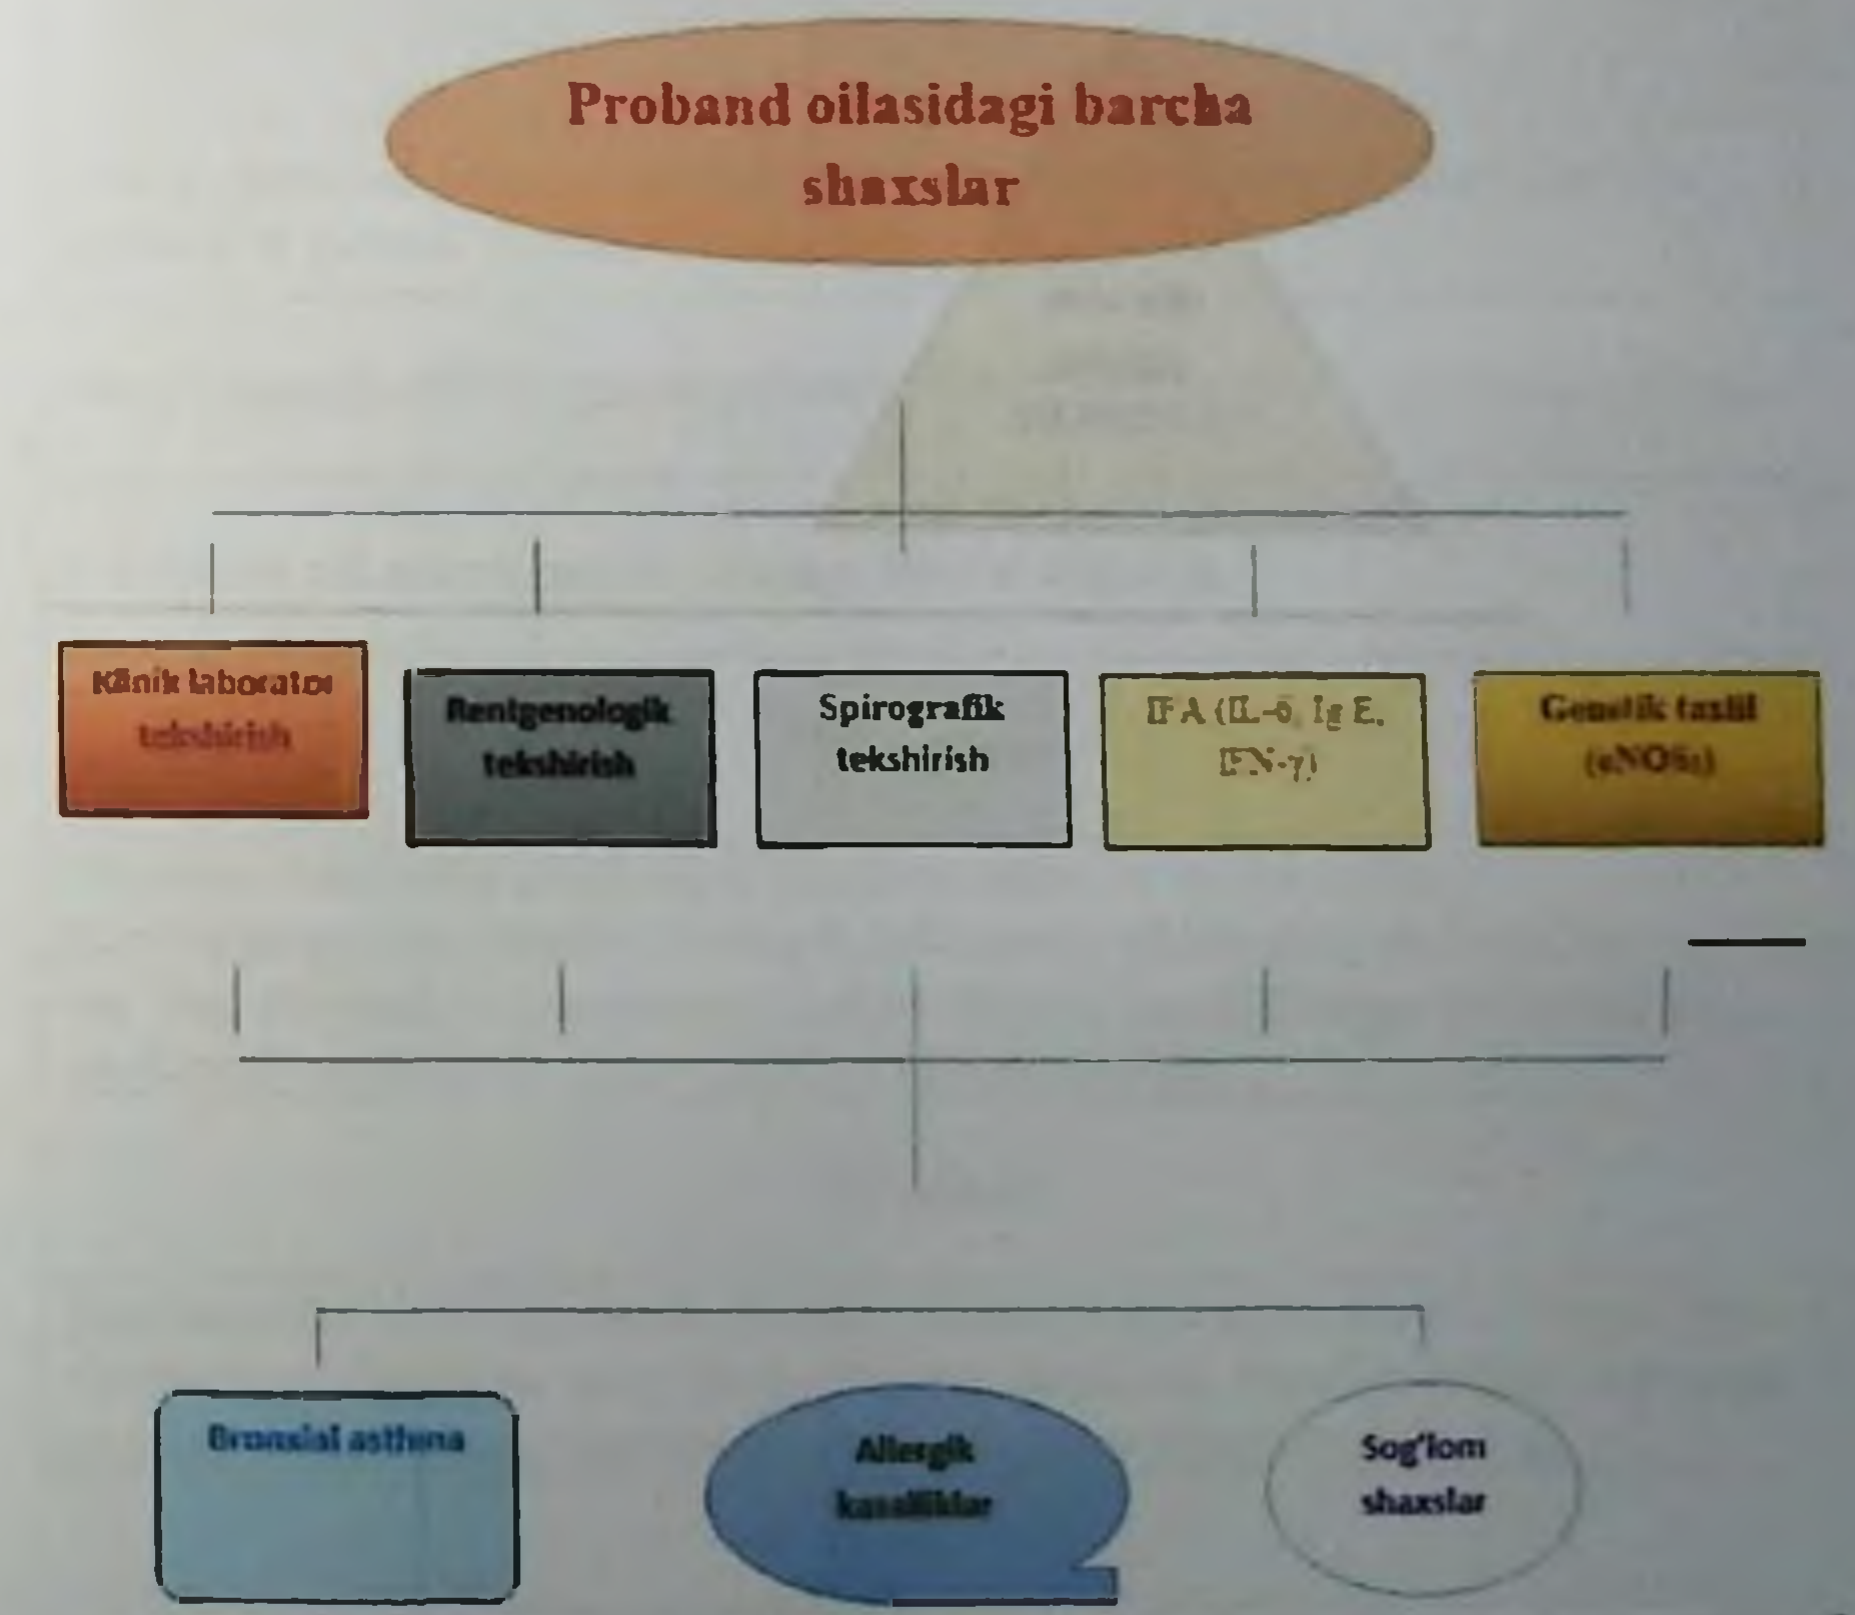 Proband oilasidagi barcha
shaxslar
Klinik laborator
tekshirish
Rentgenologik
tekshirish
Spirografik
tekshirish
IFA (IL-6, Ig E,
IFN-γ)
Genetik taxlil
Bronxial asthma
Allergik
kasalliklar
Sog'lom
shaxslar